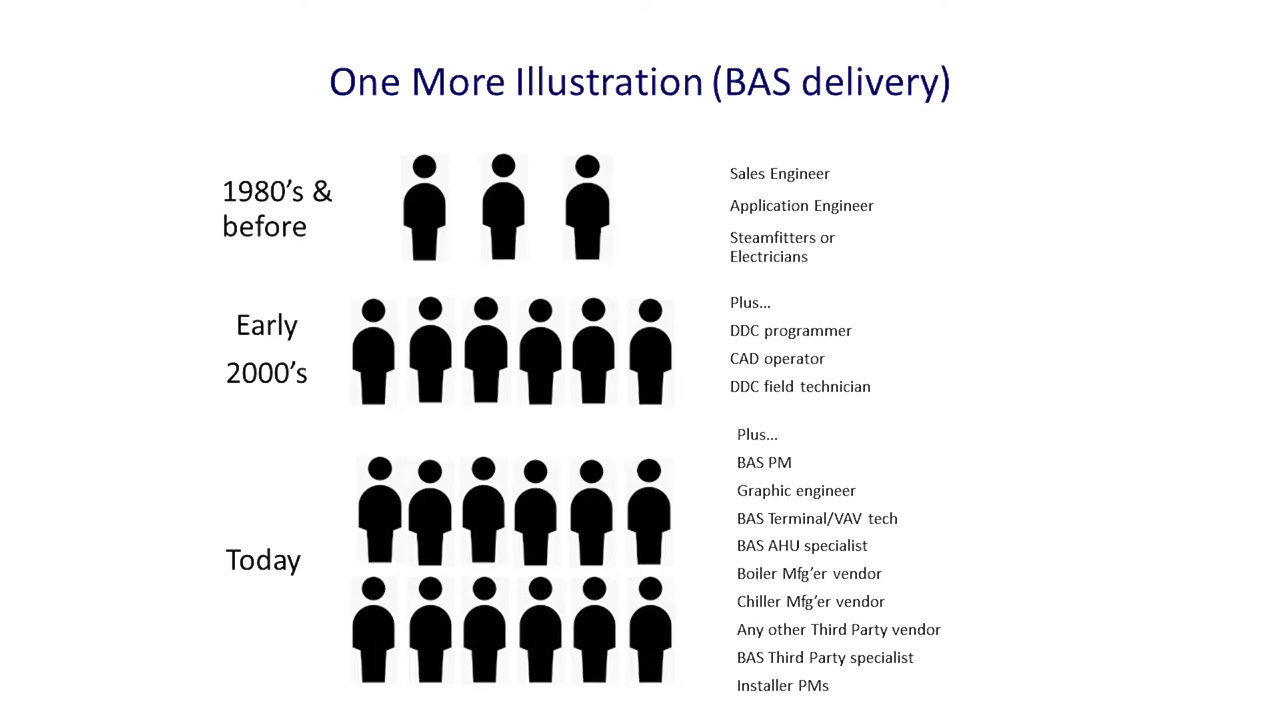 One More Illustration (BAS delivery)
1980’s &
before
Sales Engineer
Application Engineer
Steamfitters or
Electricians
Early
2000’s
Plus...
DDC programmer
CAD operator
DDC field technician
Today
Plus...
BAS PM
Graphic engineer
BAS Terminal/VAV tech
BAS AHU specialist
Boiler Mfg’er vendor
Chiller Mfg’er vendor
Any other Third Party vendor
BAS Third Party specialist
Installer PMs